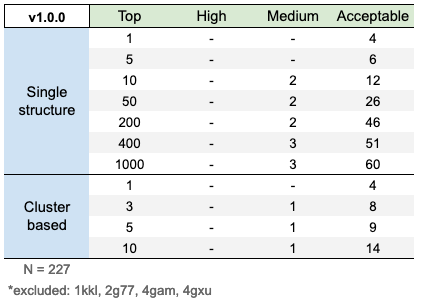 v1.0.0 Top High Medium Acceptable
1 - - 4
5 - - 6
10 - 2 12
Single structure 50 - 2 26
200 - 2 46
400 - 3 51
1000 - 3 60
1 - - 4
Cluster based 3 - 1 8
5 - 1 9
10 - 1 14
N = 227
*excluded: 1kkl, 2g77, 4gam, 4gxu